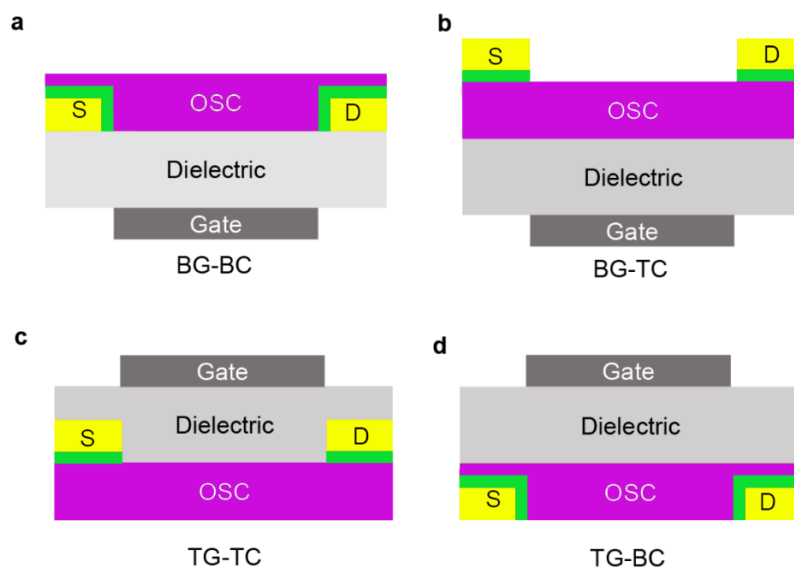 a
S
OSC
D
Dielectric
Gate
BG-BC
b
S
D
OSC
Dielectric
Gate
BG-TC
c
Gate
S
Dielectric
D
OSC
TG-TC
d
Gate
Dielectric
S
OSC
D
TG-BC